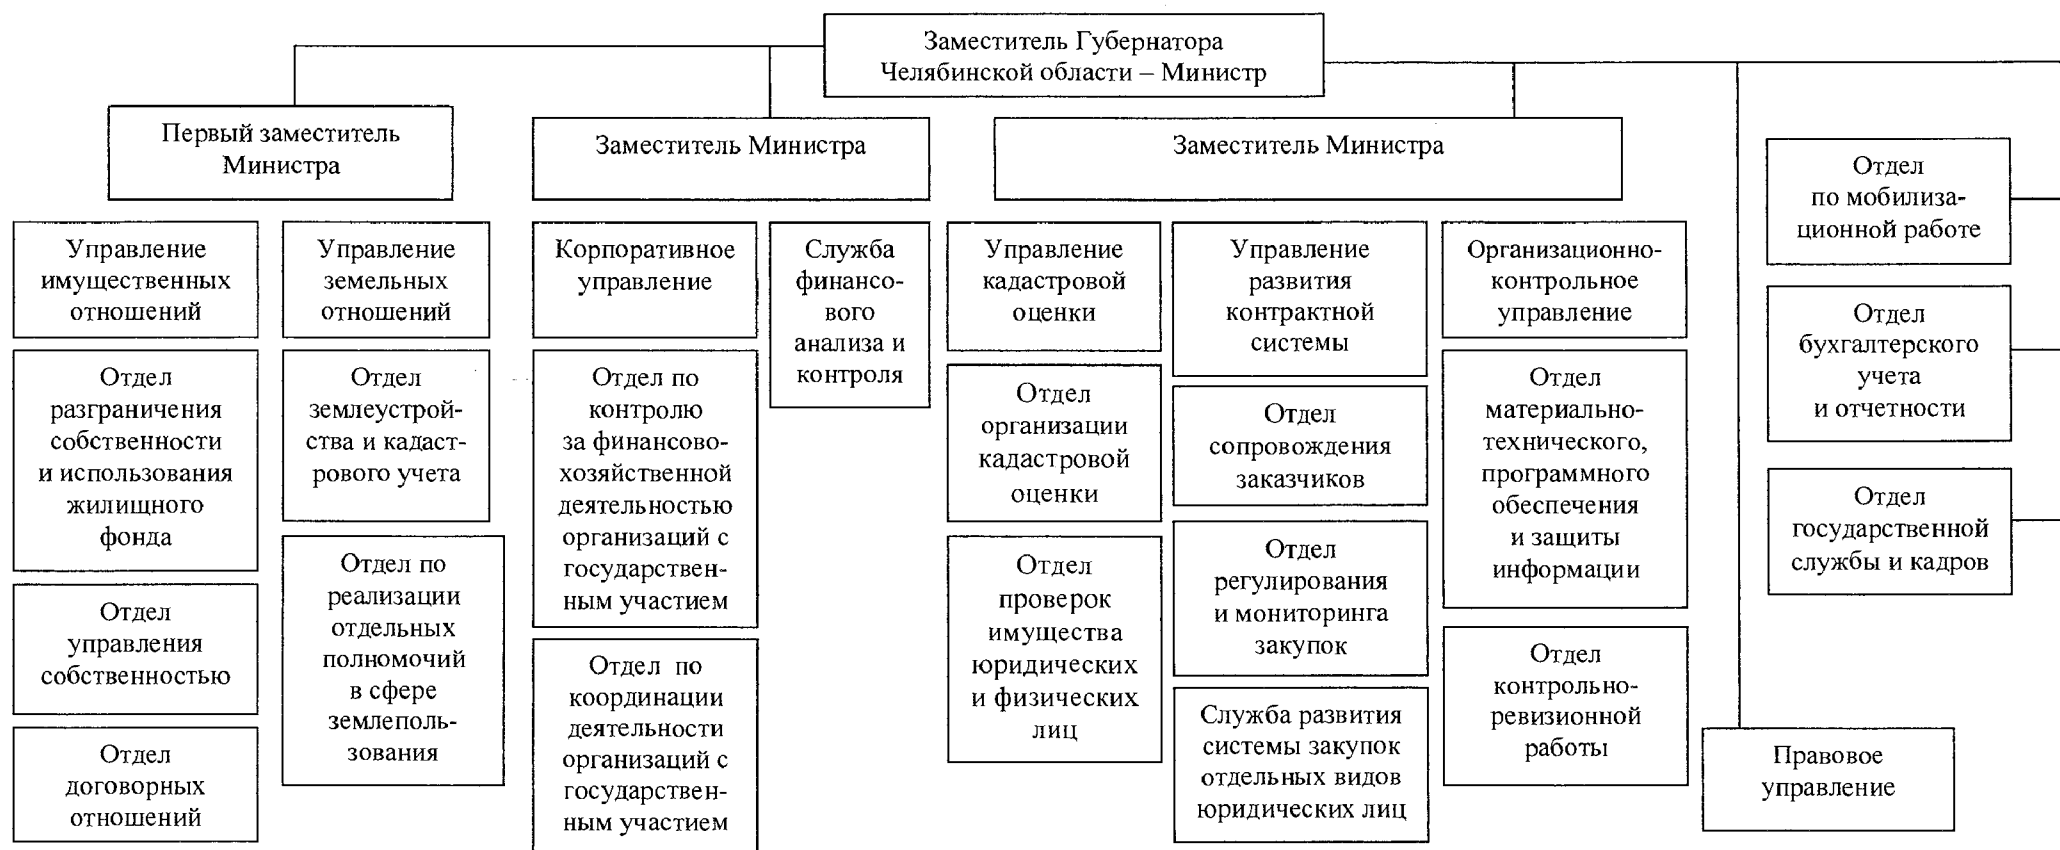 Заместитель Губернатора
Челябинской области – Министр
Первый заместитель
Министра
Заместитель Министра
Заместитель Министра
Управление
имущественных
отношений
Отдел
разграничения
собственности
и использования
жилищного
фонда
Отдел
управления
собственностью
Отдел
договорных
отношений
Управление
земельных
отношений
Отдел
землеустрой-
ства и кадаст-
рового учета
Отдел по
реализации
отдельных
полномочий
в сфере
землеполь-
зования
Корпоративное
управление
Отдел по
контролю
за финансово-
хозяйственной
деятельностью
организаций с
государствен-
ным участием
Отдел по
координации
деятельности
организаций с
государствен-
ным участием
Служба
финансо-
вого
анализа и
контроля
Управление
кадастровой
оценки
Отдел
организации
кадастровой
оценки
Отдел
проверок
имущества
юридических
и физических
лиц
Управление
развития
контрактной
системы
Отдел
сопровождения
заказчиков
Отдел
регулирования
и мониторинга
закупок
Служба развития
системы закупок
отдельных видов
юридических лиц
Организационно-
контрольное
управление
Отдел
материально-
технического,
программного
обеспечения
и защиты
информации
Отдел
контрольно-
ревизионной
работы
Правовое
управление
Отдел
по мобилиза-
ционной работе
Отдел
бухгалтерского
учета
и отчетности
Отдел
государственной
службы и кадров